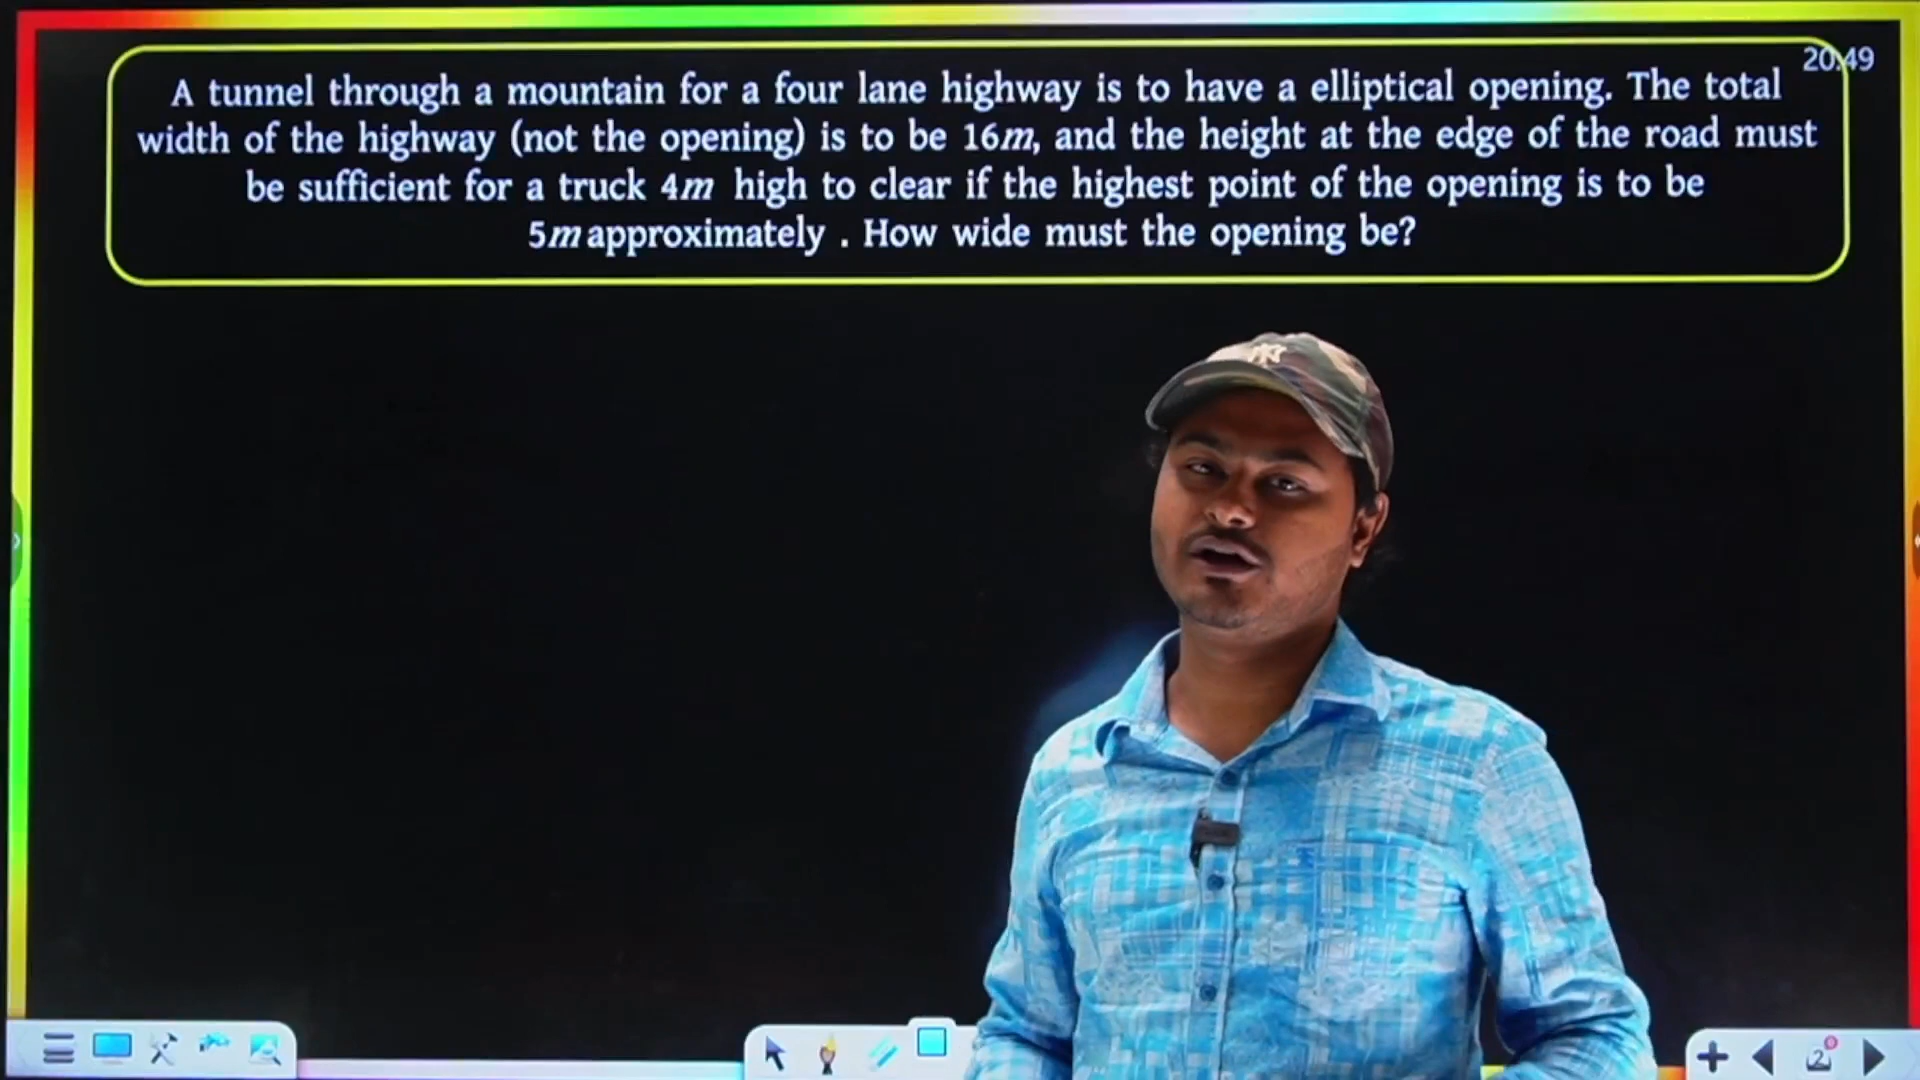 20:49
A tunnel through a mountain for a four lane highway is to have a elliptical opening. The total
width of the highway (not the opening) is to be 16m, and the height at the edge of the road must
be sufficient for a truck 4m high to clear if the highest point of the opening is to be
5m approximately . How wide must the opening be?
2